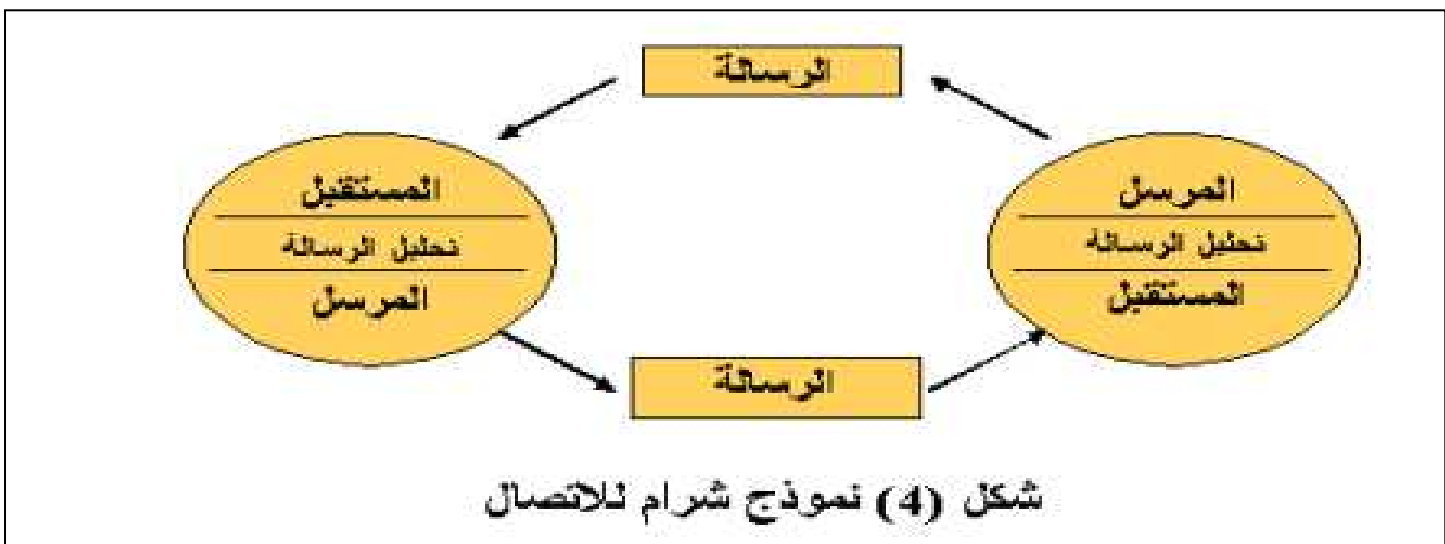 الرسالة
المرسل
تحليل الرسالة
المستقبل
المستقبل
تحليل الرسالة
المرسل
الرسالة
شكل (4) نموذج شرام للاتصال